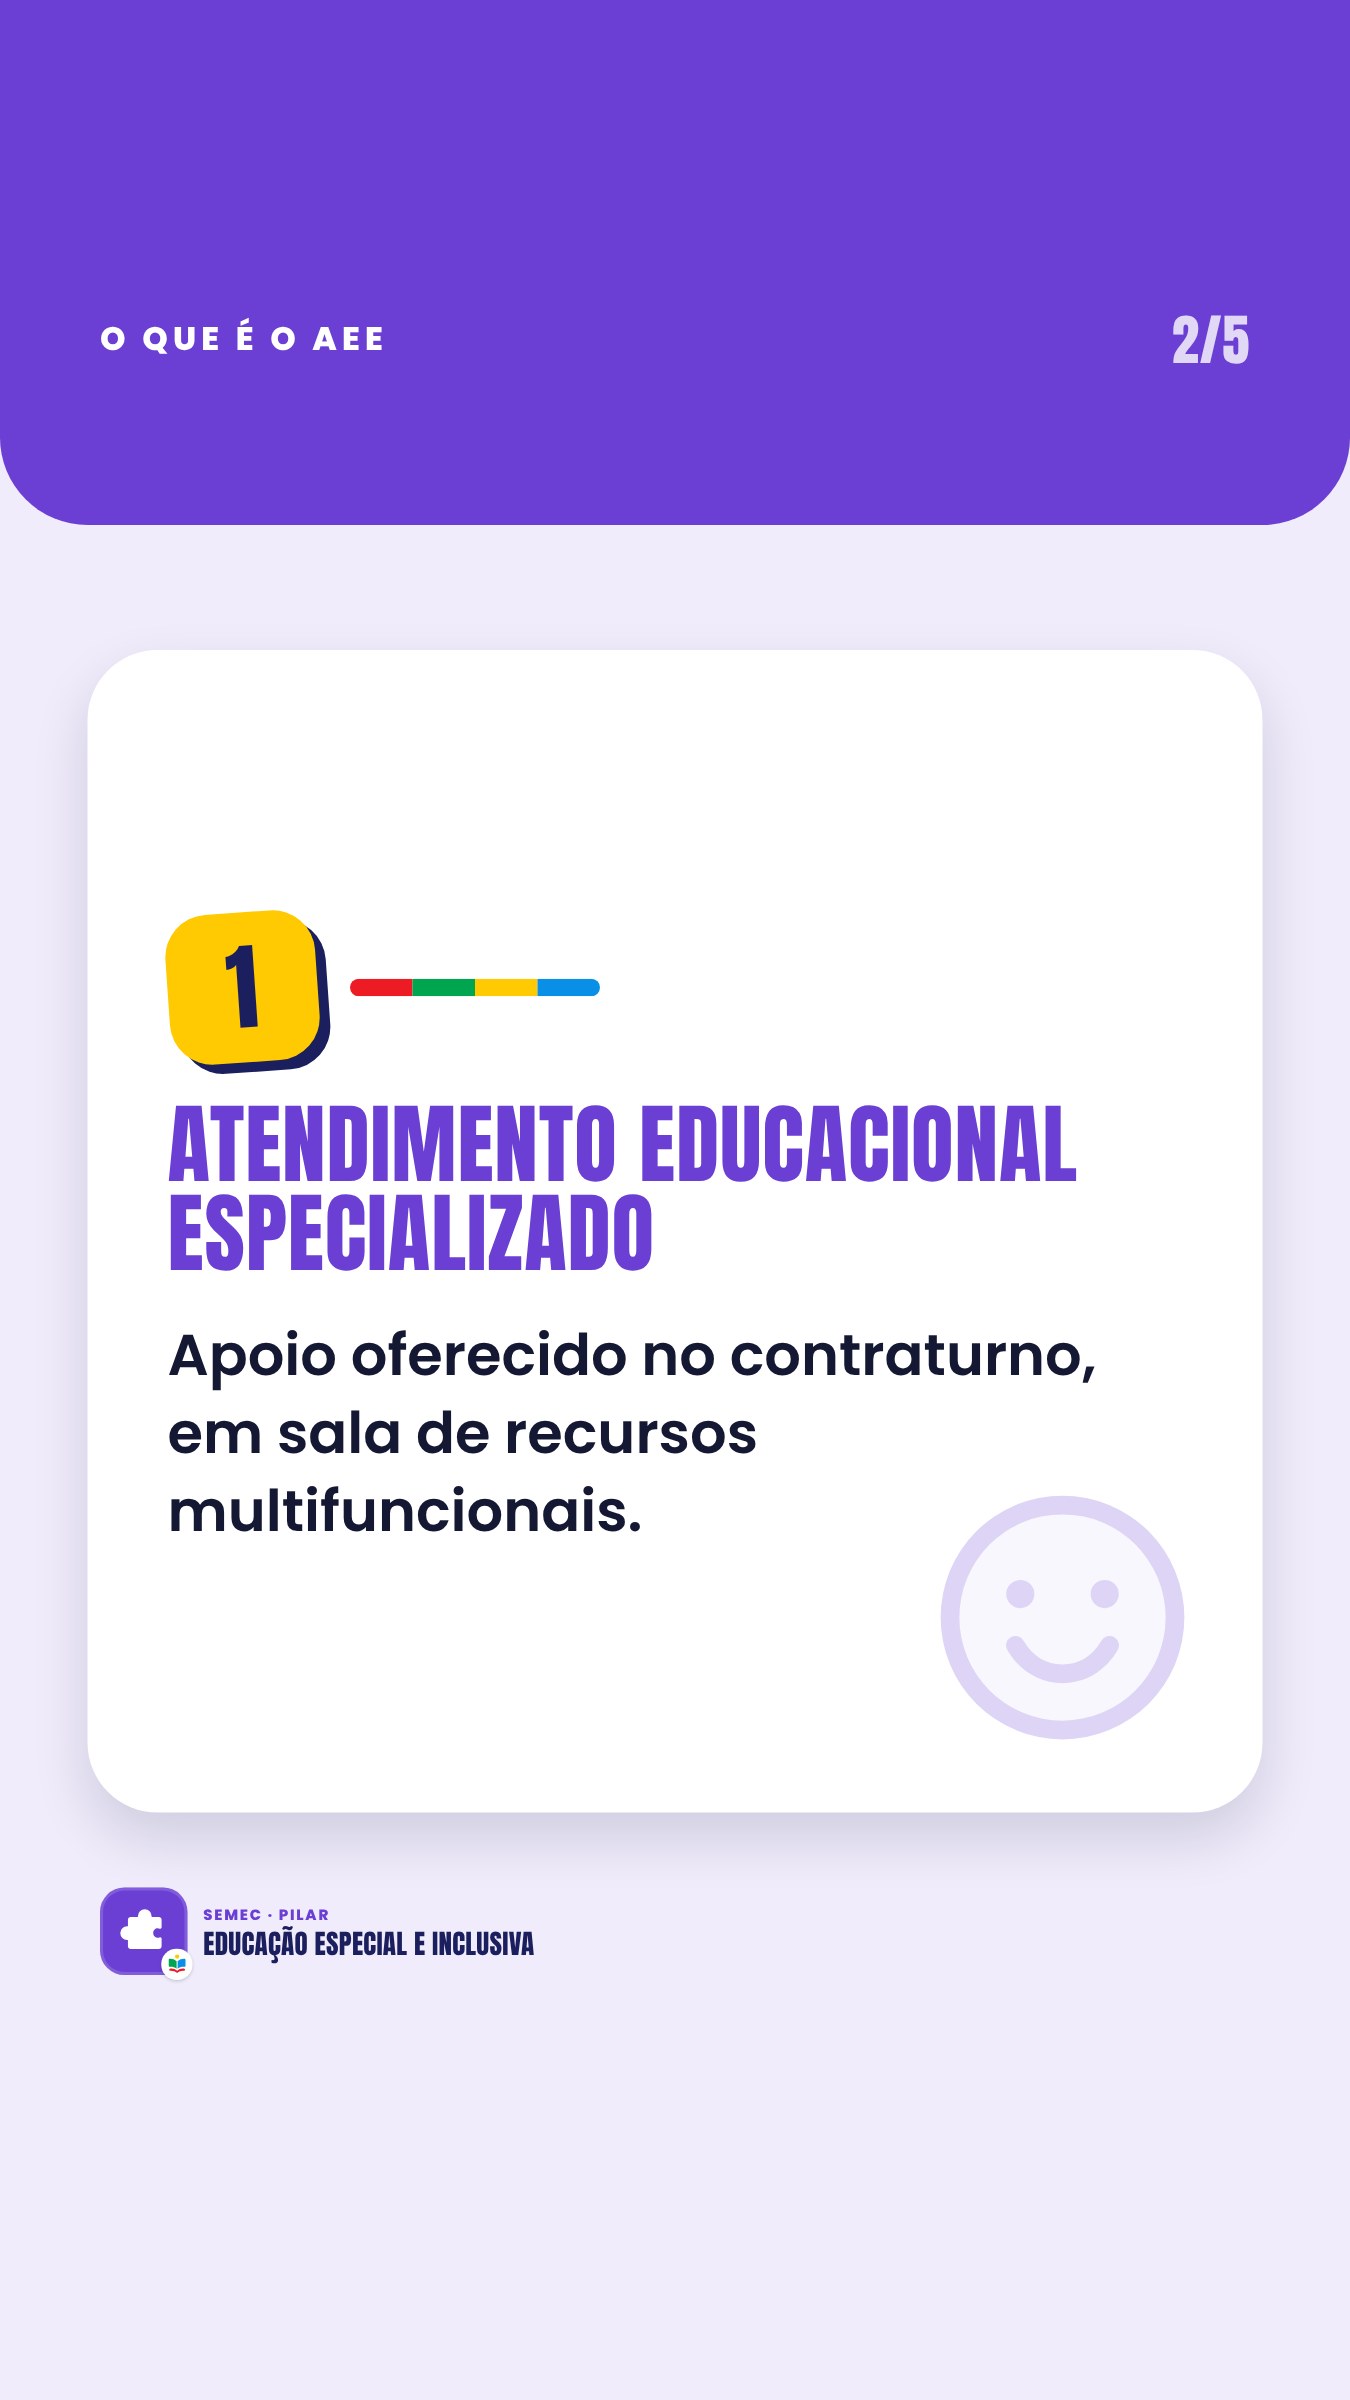 O QUE É O AEE
2/5
1
ATENDIMENTO EDUCACIONAL
ESPECIALIZADO
Apoio oferecido no contraturno,
em sala de recursos
multifuncionais.
SEMEC · PILAR
EDUCAÇÃO ESPECIAL E INCLUSIVA